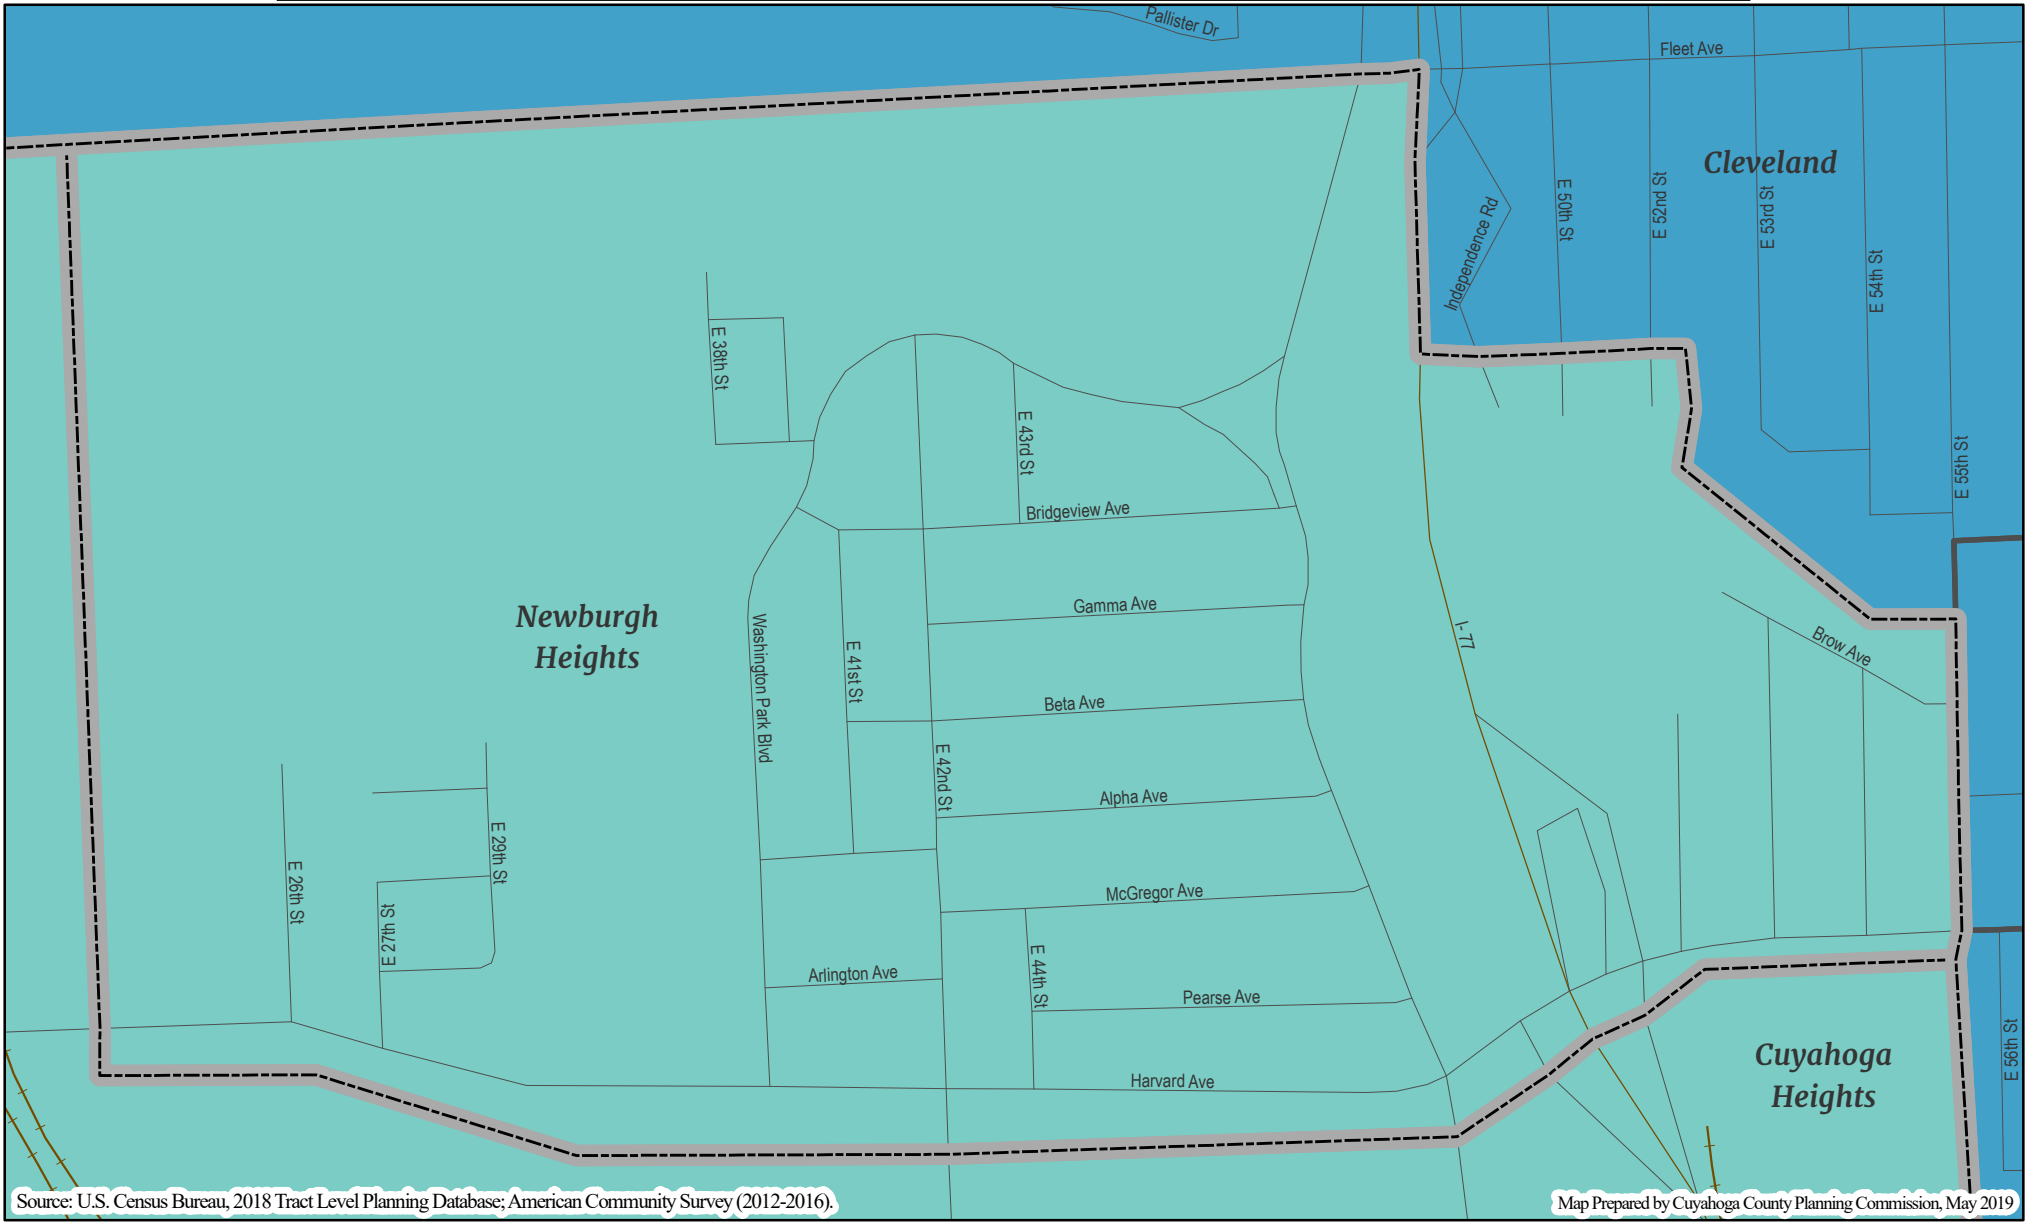 Pallister Dr
Fleet Ave
Cleveland
Independence Rd
E 50th St
E 52nd St
E 53rd St
E 54th St
E 55th St
E 38th St
E 43rd St
Bridgeview Ave
Newburgh
Heights
Gamma Ave
Washington Park Blvd
E 41st St
I-77
Brow Ave
Beta Ave
E 42nd St
Alpha Ave
E 29th St
E 26th St
E 27th St
McGregor Ave
Arlington Ave
E 44th St
Pearse Ave
Harvard Ave
Cuyahoga
Heights
E 56th St
Source: U.S. Census Bureau, 2018 Tract Level Planning Database; American Community Survey (2012-2016).
Map Prepared by Cuyahoga County Planning Commission, May 2019